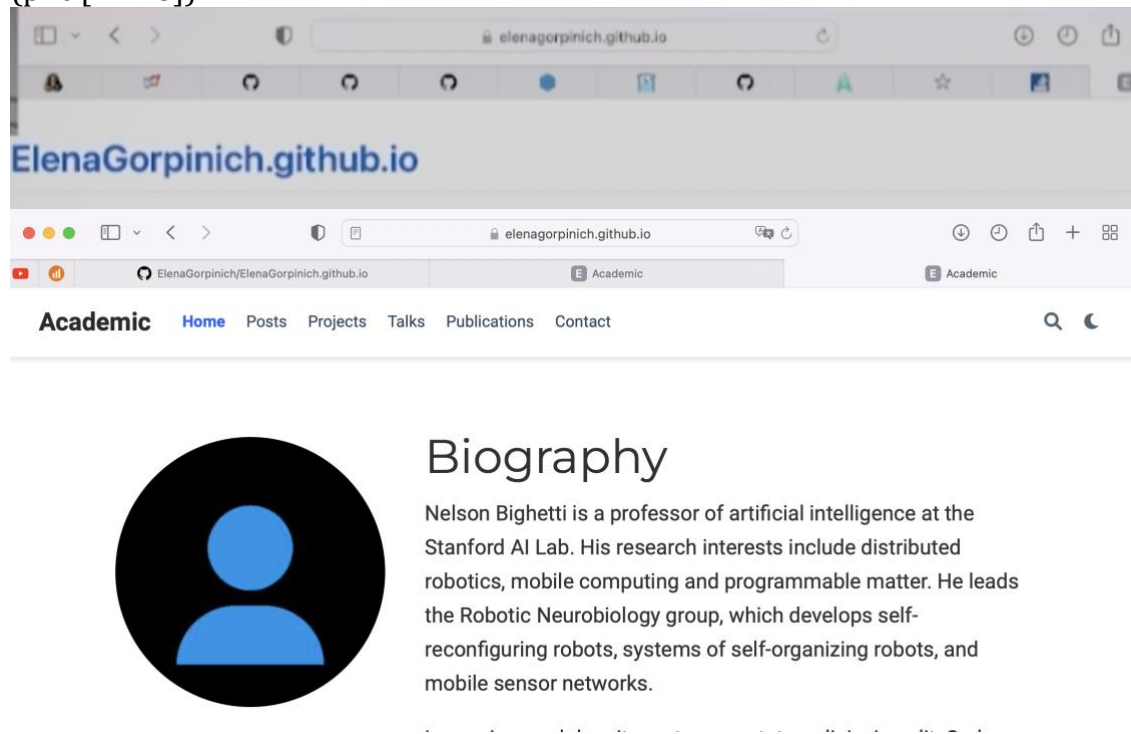 elenagorpinich.github.io
ElenaGorpinich.github.io
elenagorpinich.github.io
ElenaGorpinich/ElenaGorpinich.github.io
E Academic
E Academic
Academic Home Posts Projects Talks Publications Contact
Biography
Nelson Bighetti is a professor of artificial intelligence at the
Stanford AI Lab. His research interests include distributed
robotics, mobile computing and programmable matter. He leads
the Robotic Neurobiology group, which develops self-
reconfiguring robots, systems of self-organizing robots, and
mobile sensor networks.